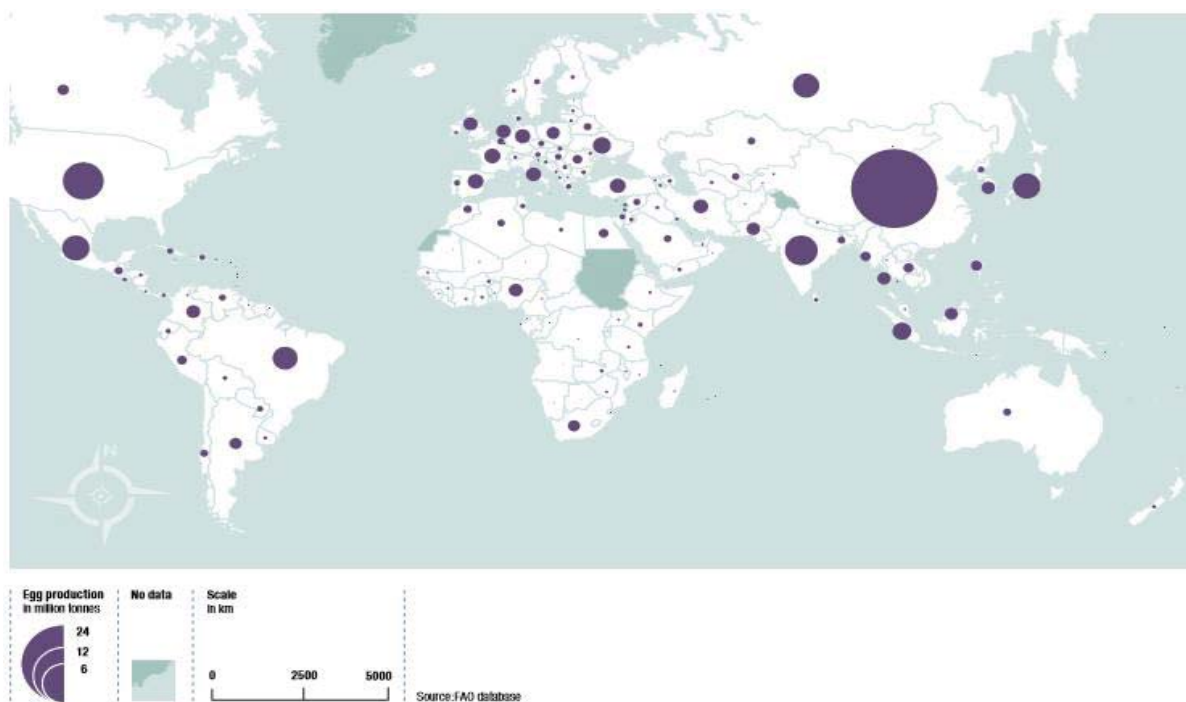 N
Egg production
in million tonnes
24
12
6
No data
Scale
in km
0 2500 5000
Source:FAO database